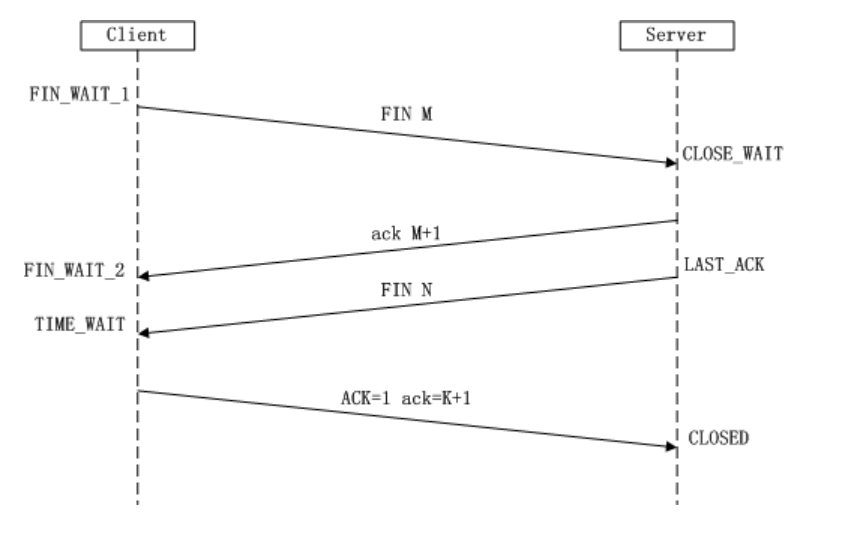 Client
Server
FIN_WAIT_1
FIN M
CLOSE_WAIT
ack M+1
FIN_WAIT_2
LAST_ACK
FIN N
TIME_WAIT
ACK=1 ack=K+1
CLOSED